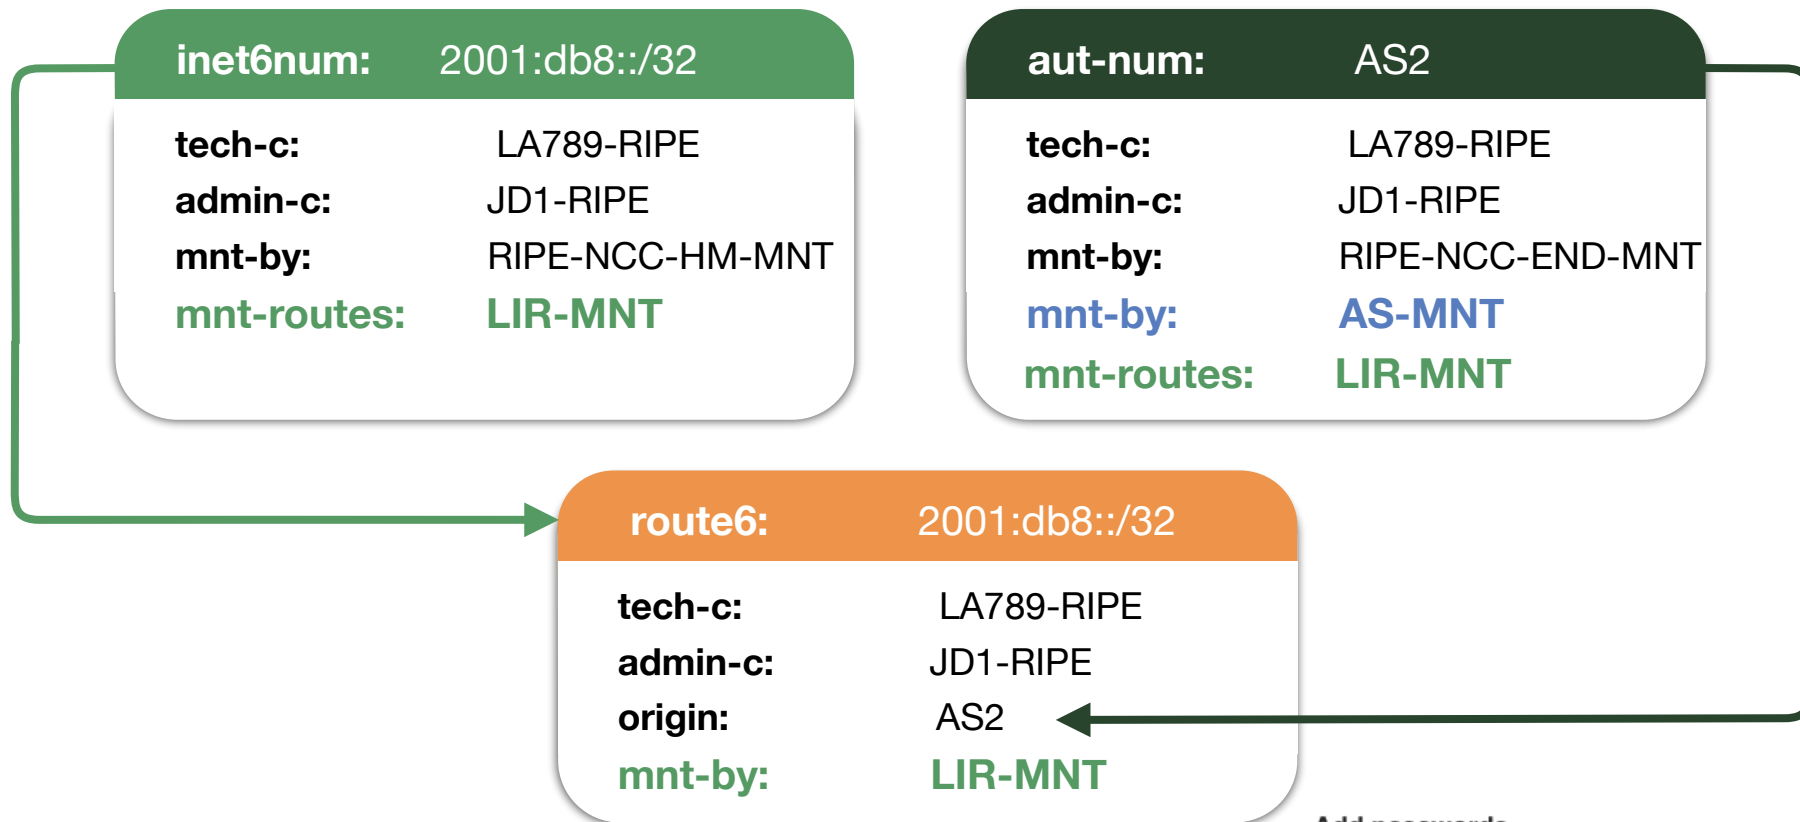 inet6num: 2001:db8::/32
tech-c: LA789-RIPE
admin-c: JD1-RIPE
mnt-by: RIPE-NCC-HM-MNT
mnt-routes: LIR-MNT
aut-num: AS2
tech-c: LA789-RIPE
admin-c: JD1-RIPE
mnt-by: RIPE-NCC-END-MNT
mnt-by: AS-MNT
mnt-routes: LIR-MNT
route6: 2001:db8::/32
tech-c: LA789-RIPE
admin-c: JD1-RIPE
origin: AS2
mnt-by: LIR-MNT
Add passwords